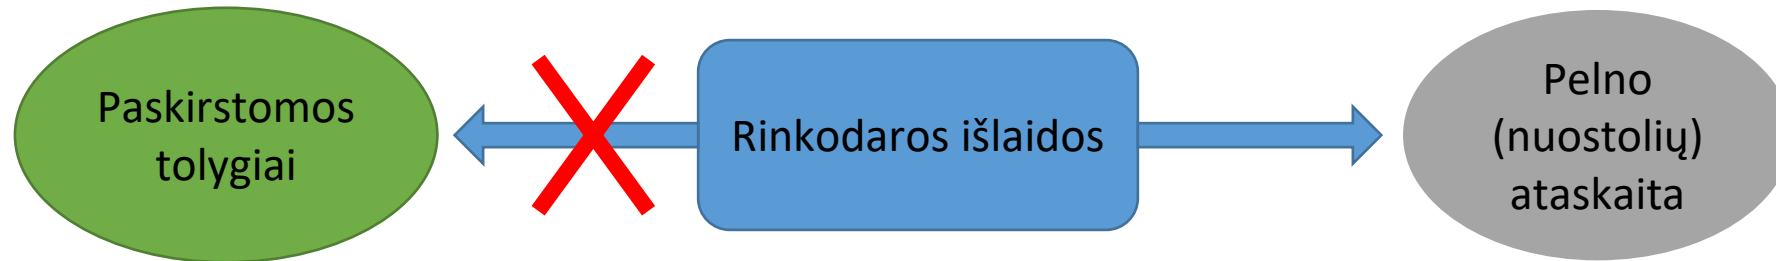 Paskirstomos
tolygiai
Rinkodaros išlaidos
Pelno
(nuostolių)
ataskaita